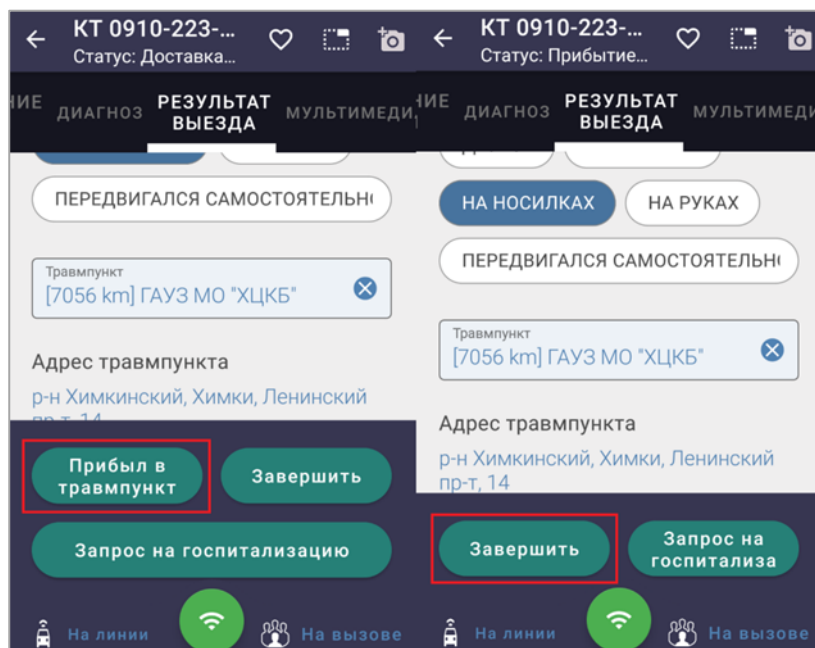 КТ 0910-223-...
Статус: Доставка...
НИЕ ДИАГНОЗ РЕЗУЛЬТАТ ВЫЕЗДА МУЛЬТИМЕДИ
ПЕРЕДВИГАЛСЯ САМОСТОЯТЕЛЬН
Травмпункт
[7056 km] ГАУЗ МО "ХЦКБ"
Адрес травмпункта
р-н Химкинский, Химки, Ленинский
пр-т, 14
Прибыл в
травмпункт
Завершить
Запрос на госпитализацию
На линии
На вызове
КТ 0910-223-...
Статус: Прибытие...
НИЕ ДИАГНОЗ РЕЗУЛЬТАТ ВЫЕЗДА МУЛЬТИМЕДИ
НА НОСИЛКАХ
НА РУКАХ
ПЕРЕДВИГАЛСЯ САМОСТОЯТЕЛЬН
Травмпункт
[7056 km] ГАУЗ МО "ХЦКБ"
Адрес травмпункта
р-н Химкинский, Химки, Ленинский
пр-т, 14
Завершить
Запрос на
госпитализа
На линии
На вызове